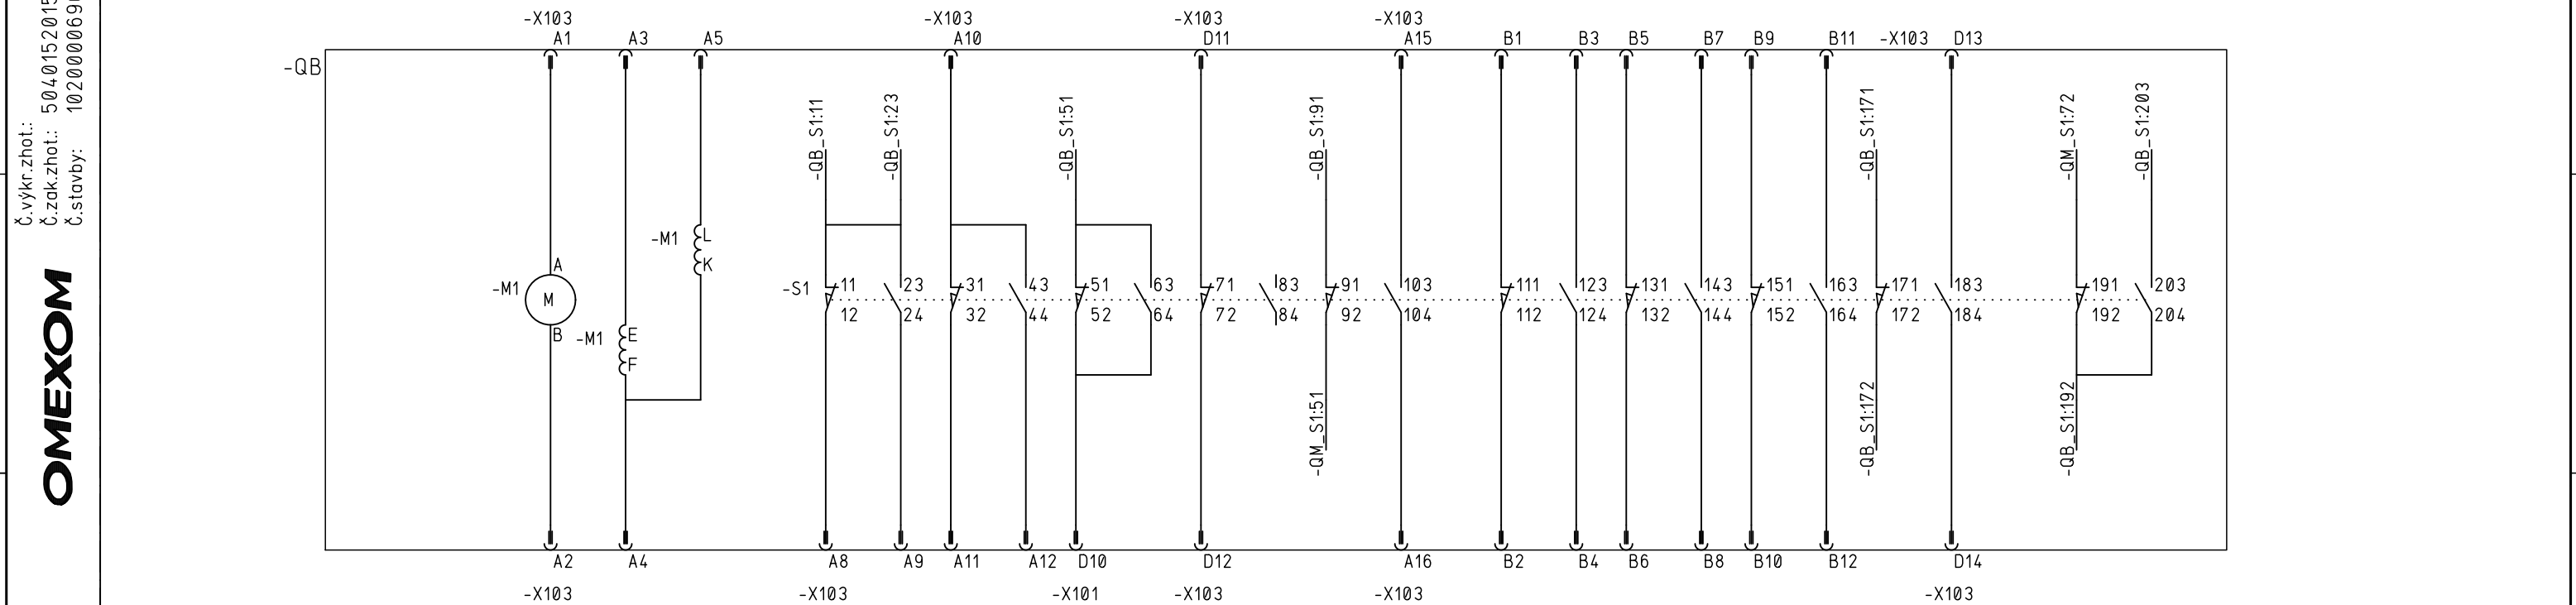 Č.výkr.zhot.:
Č.zak.zhot.:
Č.stavby:
OMEXOM
-X103 -X103 -X103 -X103
A1 A3 A5 A10 D11 A15 B1 B3 B5 B7 B9 B11 -X103 D13
-QB
-QB_S1:11 -QB_S1:23 -QB_S1:51 -QB_S1:91 -QB_S1:171 -QM_S1:72 -QB_S1:203
-M1 L
K
A
-M1 M
B
-M1 E
F
-S1 11 23 31 43 51 63 71 83 91 103 111 123 131 143 151 163 171 183 191 203
12 24 32 44 52 64 72 84 92 104 112 124 132 144 152 164 172 184 192 204
-QM_S1:51 -QB_S1:172 -QB_S1:192
A2 A4 A8 A9 A11 A12 D10 D12 A16 B2 B4 B6 B8 B10 B12 D14
-X103 -X103 -X101 -X103 -X103 -X103